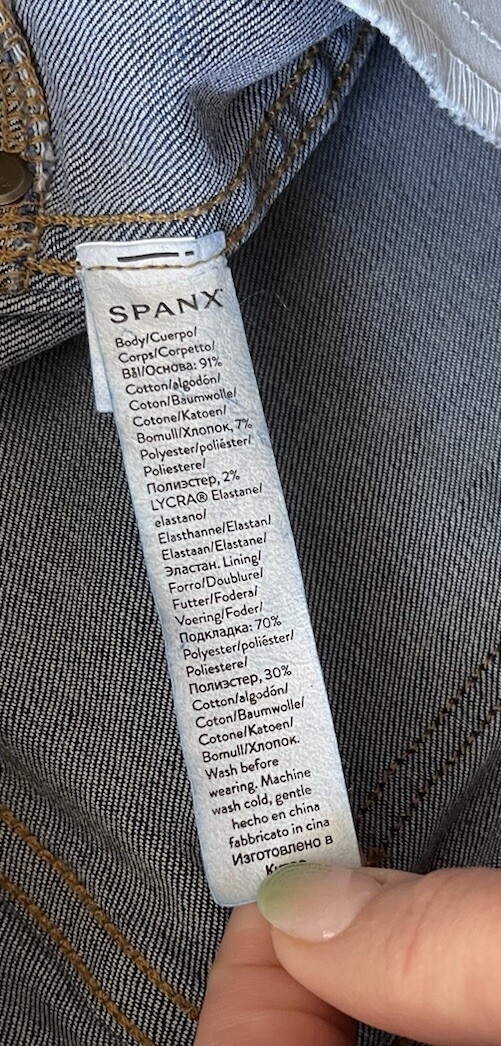 SPANX
Body/Cuerpo/
Corps/Corpetto/
Bål/Основа: 91%
Cotton/algodón/
Coton/Baumwolle/
Cotone/Katoen/
Bomull/Хлопок, 7%
Polyester/poliéster/
Poliestere/
Полиэстер, 2%
LYCRA® Elastane/
elastano/
Elasthanne/Elastan/
Elastaan/Elastane/
Эластан. Lining/
Forro/Doublure/
Futter/Fodera/
Voering/Foder/
Подкладка: 70%
Polyester/poliéster/
Poliestere/
Полиэстер, 30%
Cotton/algodón/
Coton/Baumwolle/
Cotone/Katoen/
Bomull/Хлопок.
Wash before
wearing. Machine
wash cold, gentle
hecho en china
fabbricato in cina
Изготовлено в